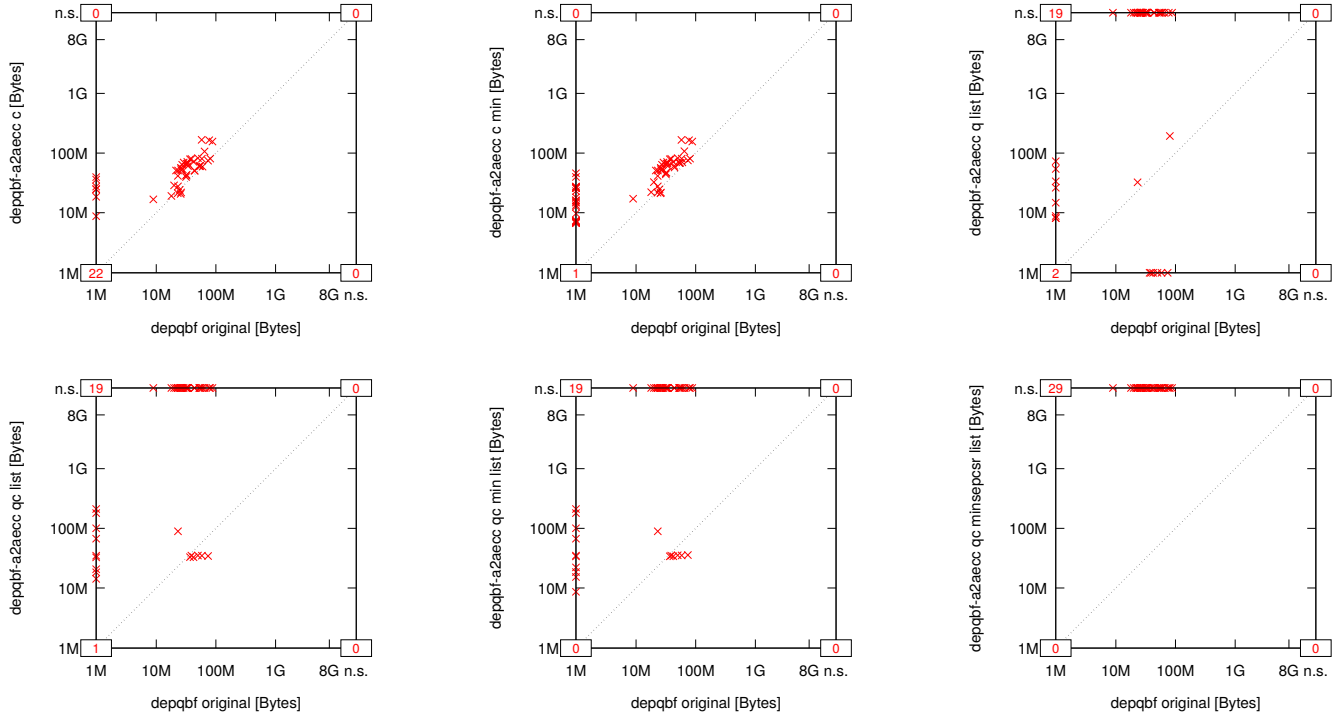 n.s. 0 0
8G
1G
100M
10M
1M 22 0
1M 10M 100M 1G 8G n.s.
depqbf original [Bytes]
depqbf-a2aecc c [Bytes]
n.s. 0 0
8G
1G
100M
10M
1M 1 0
1M 10M 100M 1G 8G n.s.
depqbf original [Bytes]
depqbf-a2aecc c min [Bytes]
n.s. 19 0
8G
1G
100M
10M
1M 2 0
1M 10M 100M 1G 8G n.s.
depqbf original [Bytes]
depqbf-a2aecc q list [Bytes]
n.s. 19 0
8G
1G
100M
10M
1M 1 0
1M 10M 100M 1G 8G n.s.
depqbf original [Bytes]
depqbf-a2aecc qc list [Bytes]
n.s. 19 0
8G
1G
100M
10M
1M 0 0
1M 10M 100M 1G 8G n.s.
depqbf original [Bytes]
depqbf-a2aecc qc min list [Bytes]
n.s. 29 0
8G
1G
100M
10M
1M 0 0
1M 10M 100M 1G 8G n.s.
depqbf original [Bytes]
depqbf-a2aecc qc minsepcsr list [Bytes]